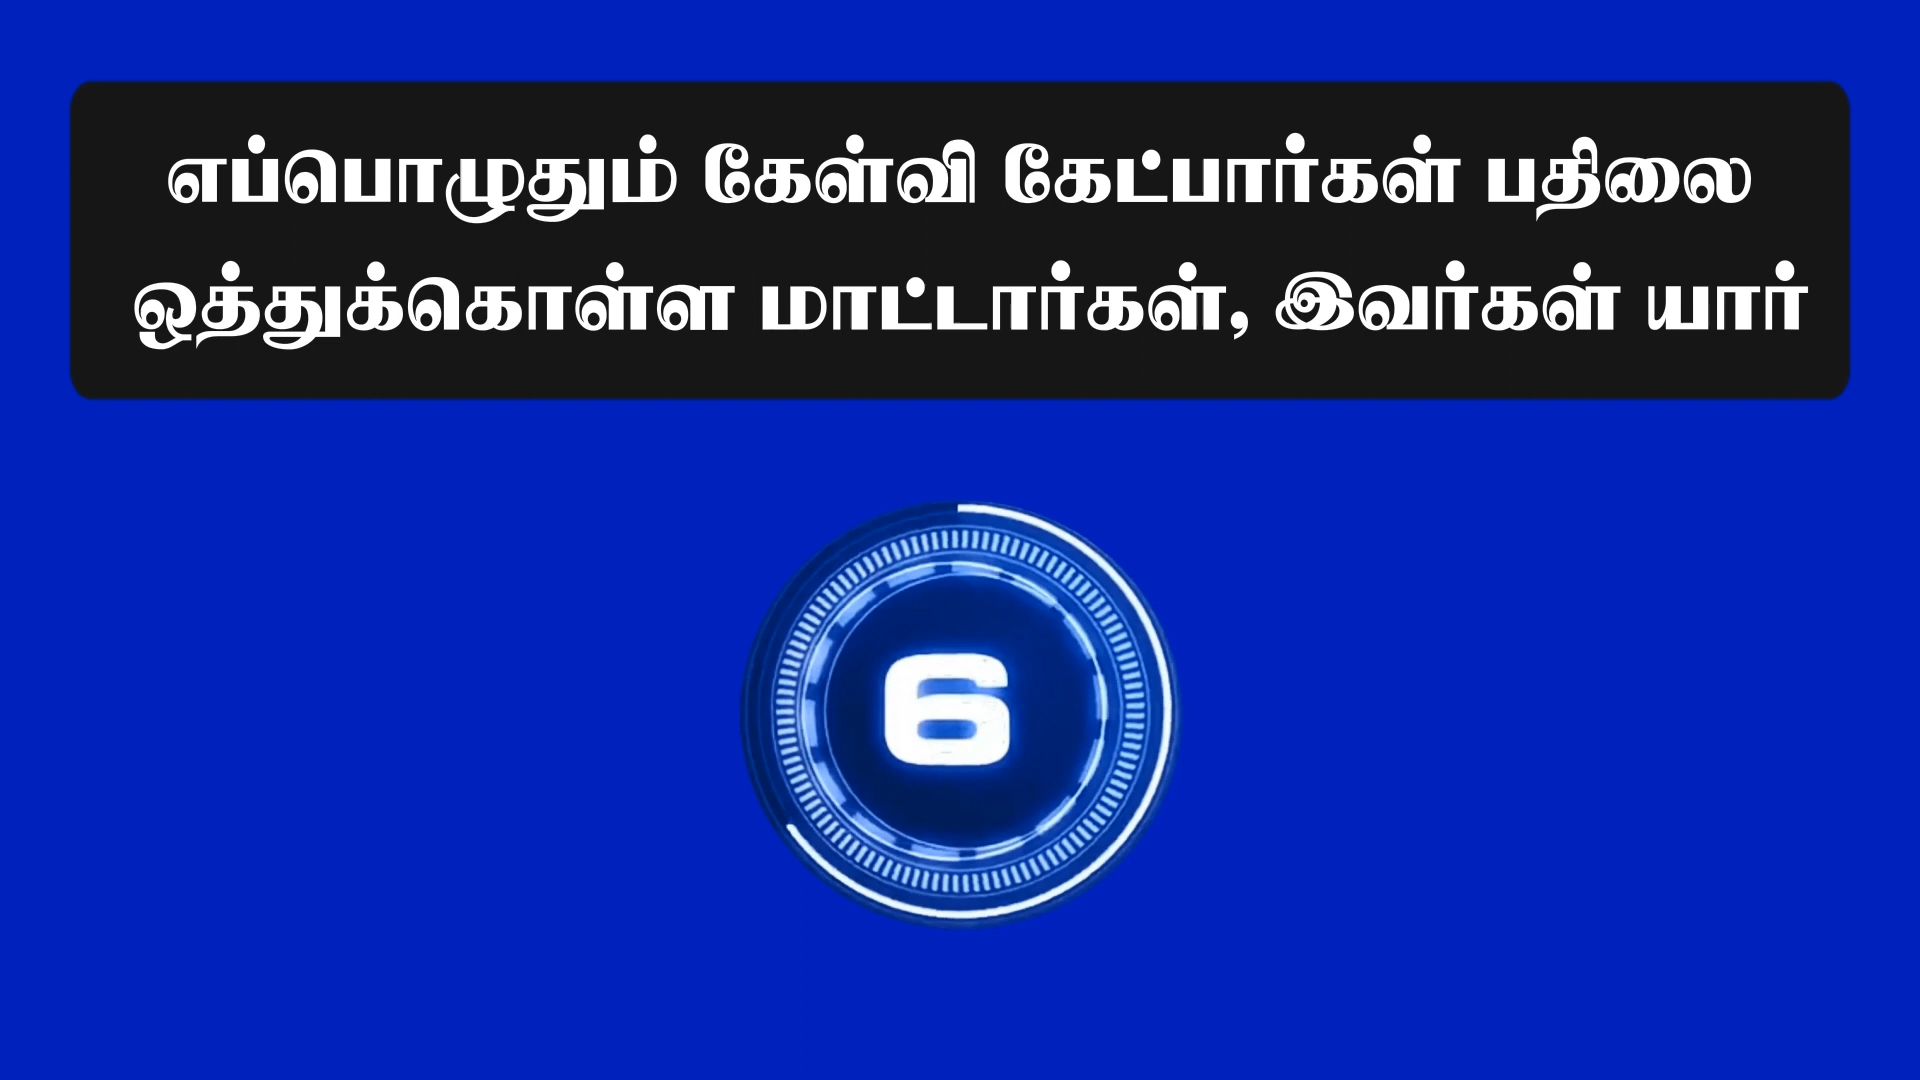 எப்பொழுதும் கேள்வி கேட்பார்கள் பதிலை
ஒத்துக்கொள்ள மாட்டார்கள், இவர்கள் யார்
6